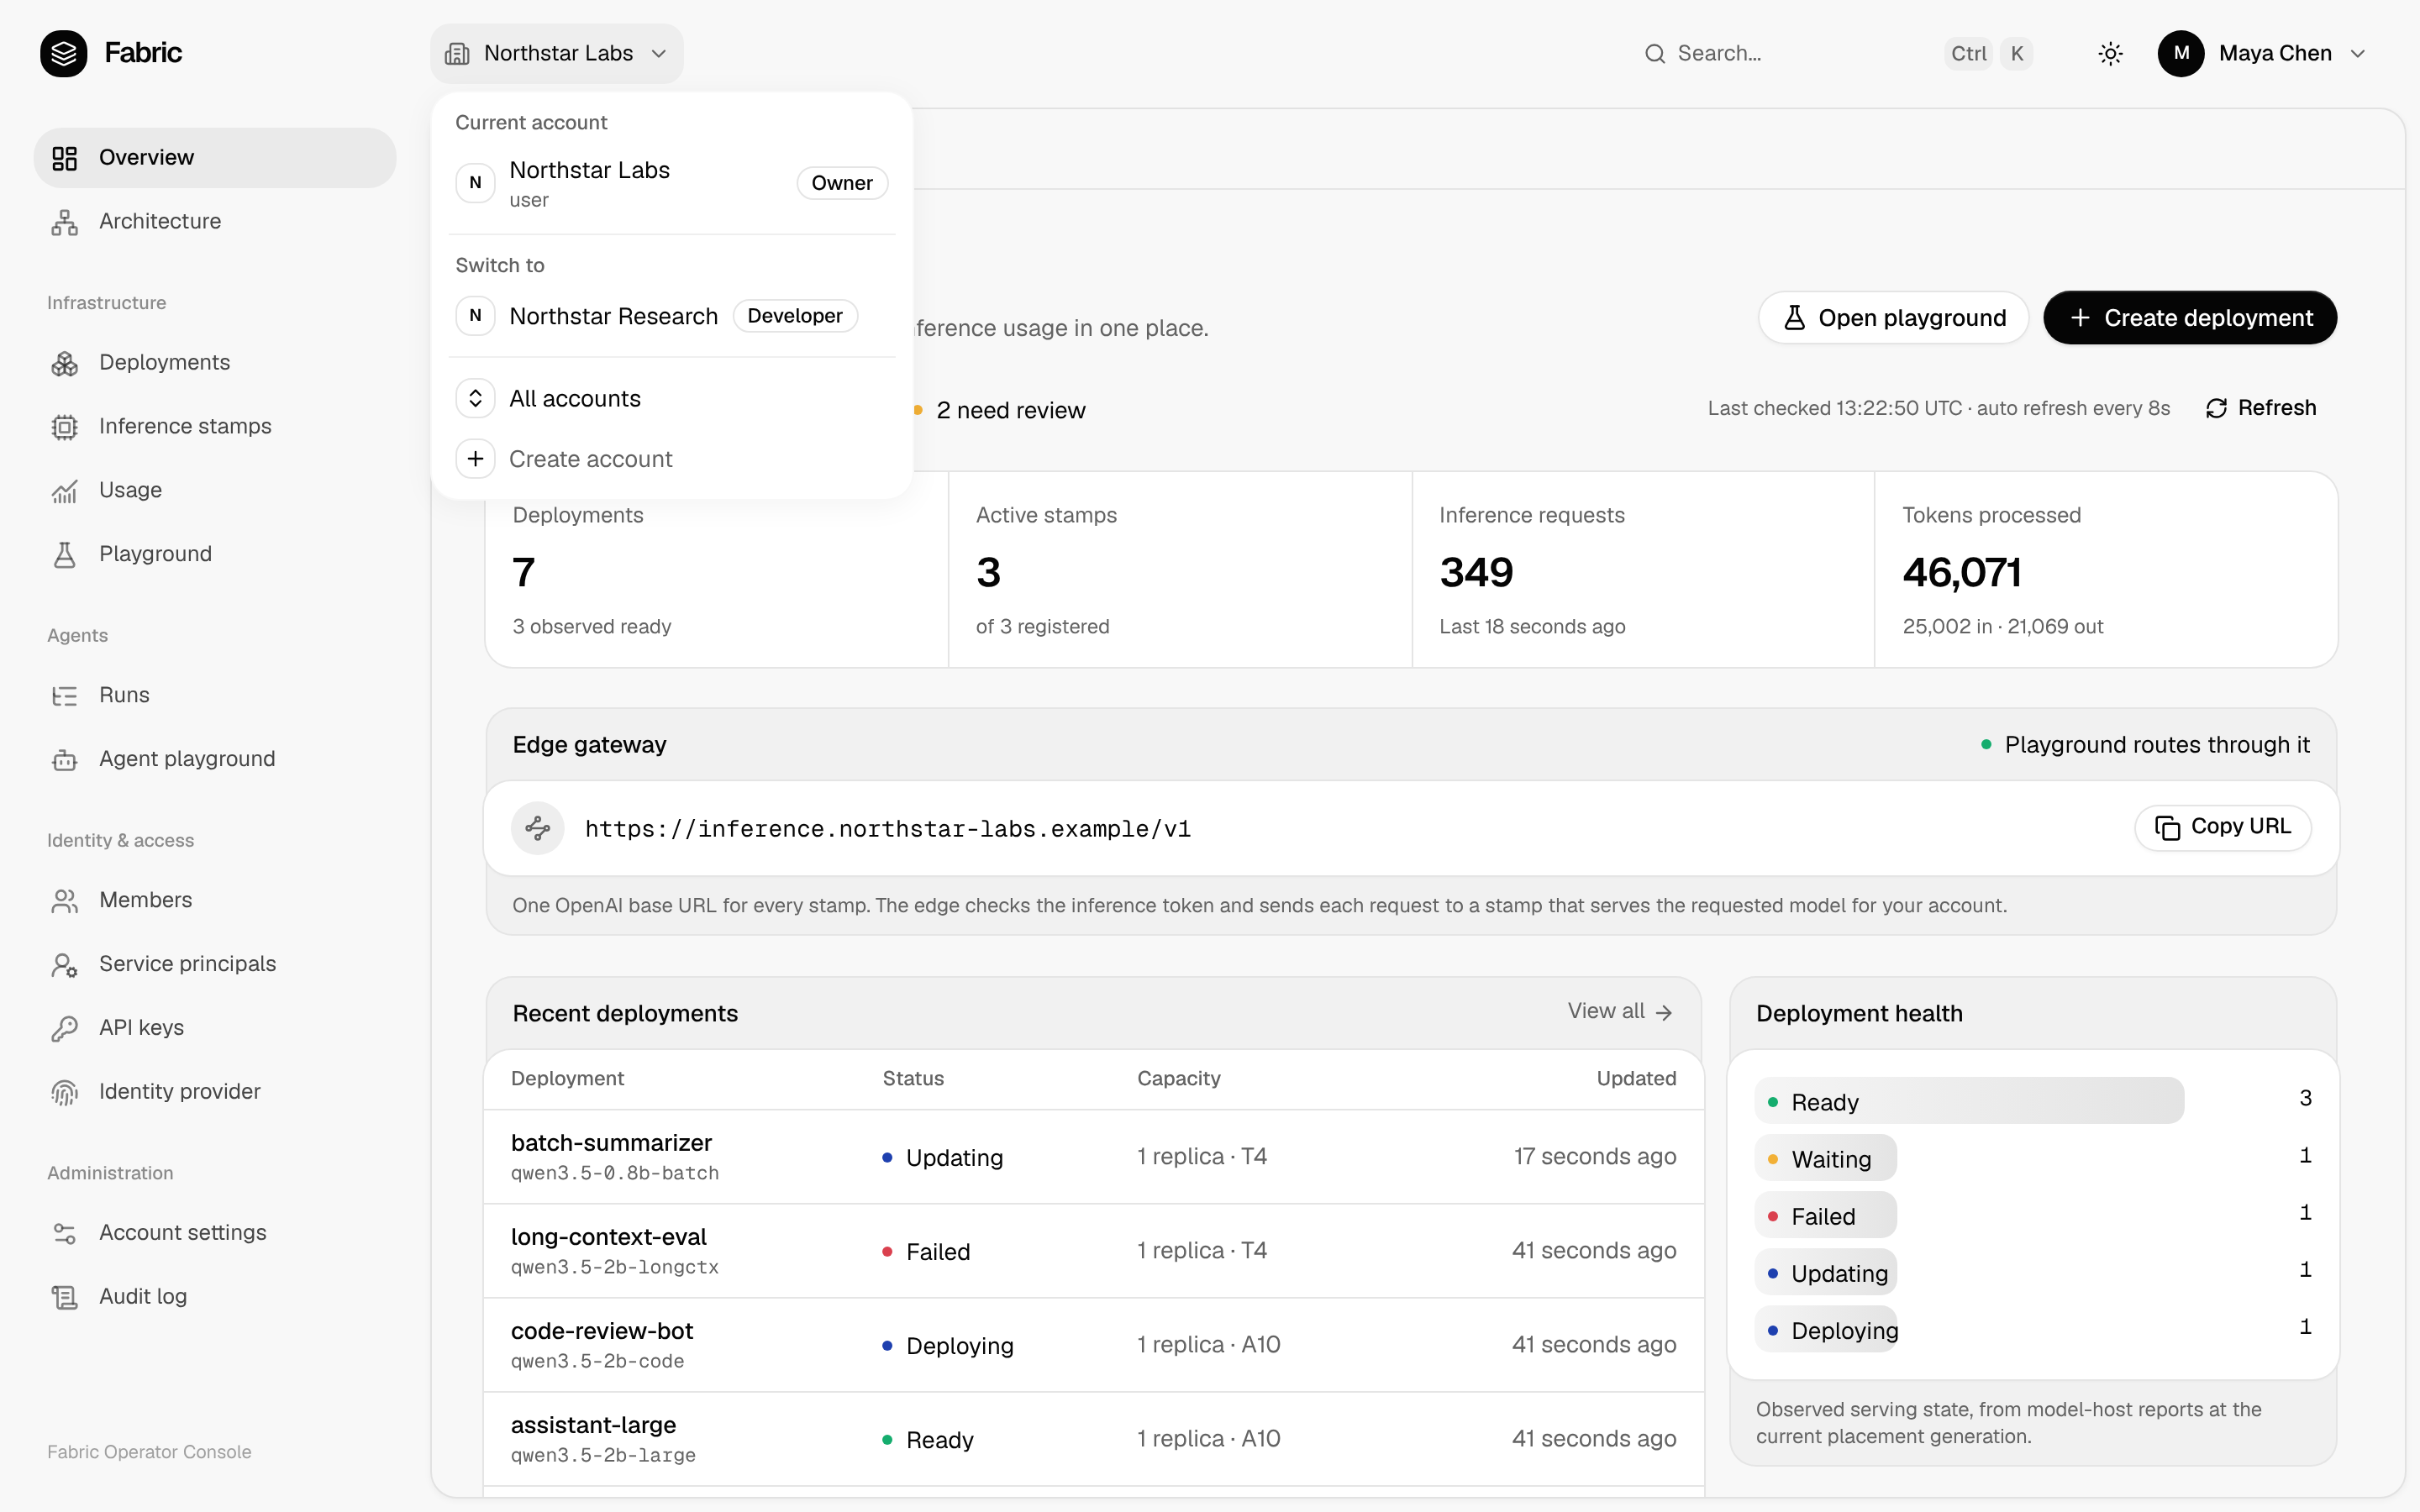 Fabric
Northstar Labs
Search...
Ctrl K
M
Maya Chen
Overview
Architecture
Infrastructure
Deployments
Inference stamps
Usage
Playground
Agents
Runs
Agent playground
Identity & access
Members
Service principals
API keys
Identity provider
Administration
Account settings
Audit log
Fabric Operator Console
Current account
N
Northstar Labs
user
Owner
Switch to
N
Northstar Research
Developer
All accounts
Create account
inference usage in one place.
Open playground
Create deployment
2 need review
Last checked 13:22:50 UTC · auto refresh every 8s
Refresh
Deployments
7
3 observed ready
Active stamps
3
of 3 registered
Inference requests
349
Last 18 seconds ago
Tokens processed
46,071
25,002 in · 21,069 out
Edge gateway
Playground routes through it
https://inference.northstar-labs.example/v1
Copy URL
One OpenAI base URL for every stamp. The edge checks the inference token and sends each request to a stamp that serves the requested model for your account.
Recent deployments
View all
Deployment Status Capacity Updated
batch-summarizer
qwen3.5-0.8b-batch
Updating
1 replica · T4
17 seconds ago
long-context-eval
qwen3.5-2b-longctx
Failed
1 replica · T4
41 seconds ago
code-review-bot
qwen3.5-2b-code
Deploying
1 replica · A10
41 seconds ago
assistant-large
qwen3.5-2b-large
Ready
1 replica · A10
41 seconds ago
Deployment health
Ready 3
Waiting 1
Failed 1
Updating 1
Deploying 1
Observed serving state, from model-host reports at the
current placement generation.